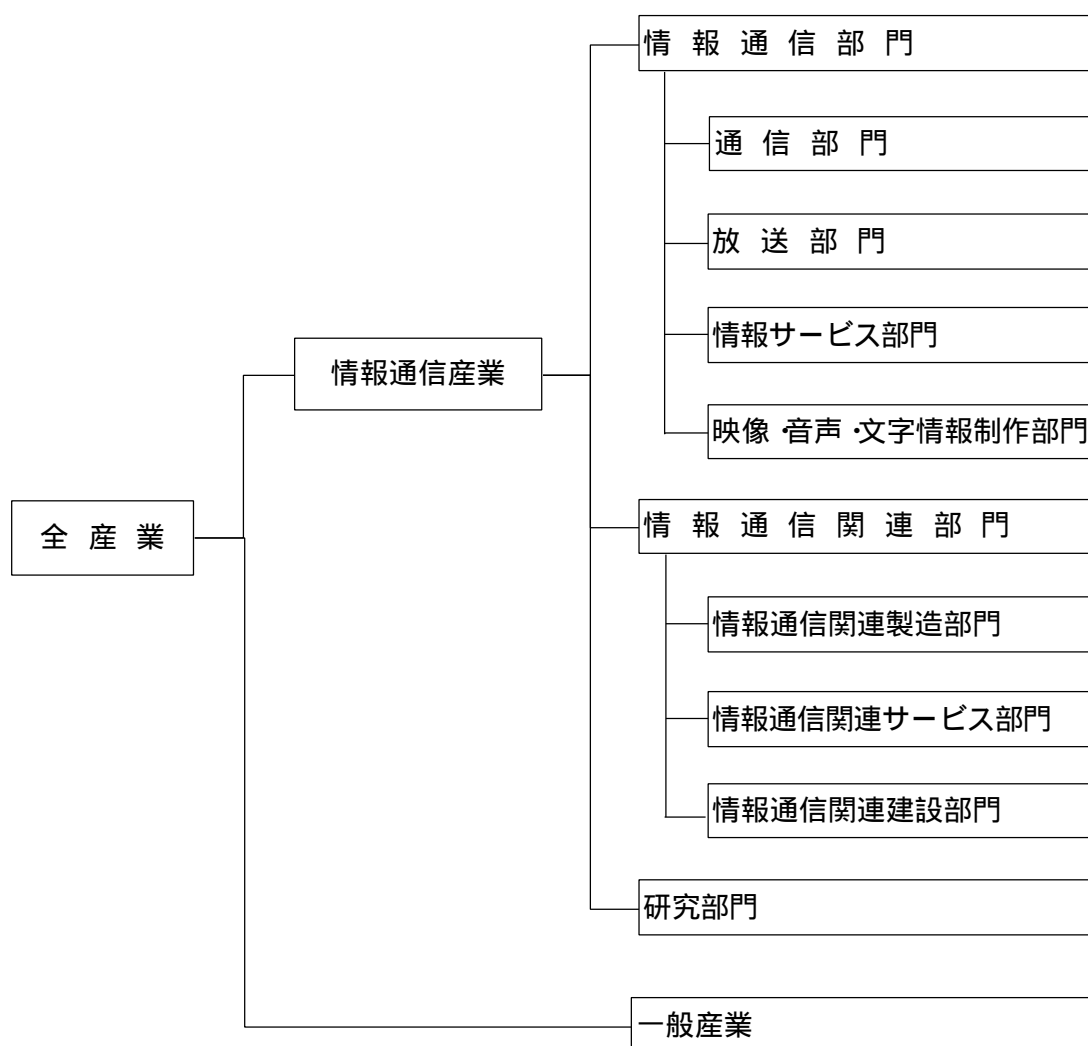 情報通信部門
通信部門
放送部門
情報サービス部門
情報通信産業
映像・音声・文字情報制作部門
全産業
情報通信関連部門
情報通信関連製造部門
情報通信関連サービス部門
情報通信関連建設部門
研究部門
一般産業